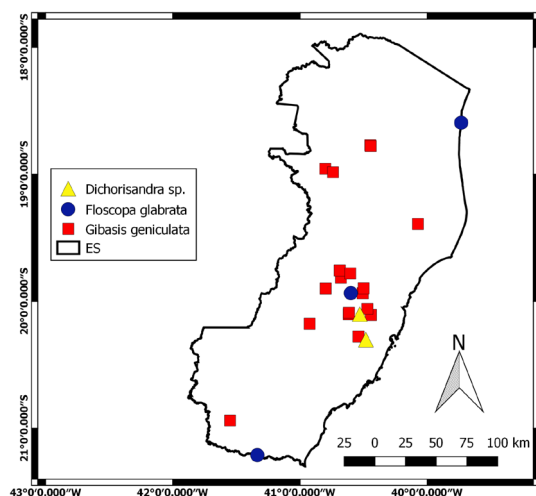 18°0'0.000"S
19°0'0.000"S
20°0'0.000"S
21°0'0.000"S
Dichorisandra sp.
Floscopa glabrata
Gibasis geniculata
ES
N
25 0 25 50 75 100 km
43°0'0.000"W 42°0'0.000"W 41°0'0.000"W 40°0'0.000"W